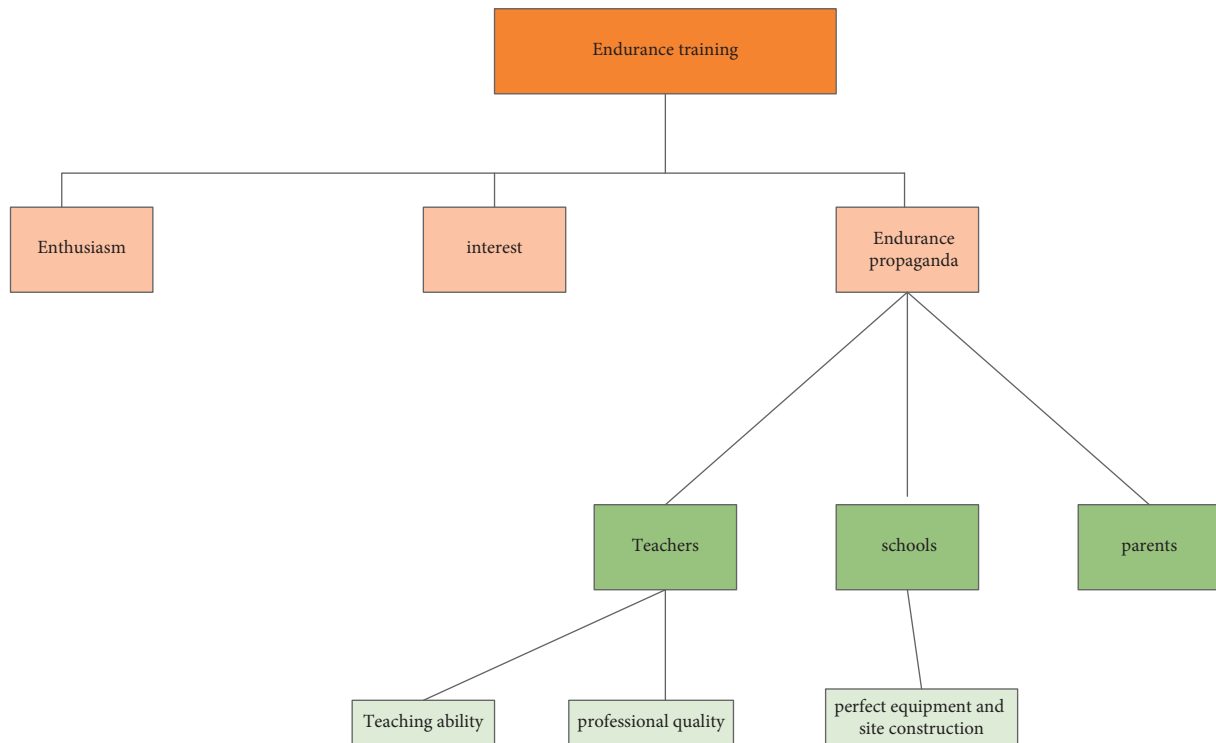 Endurance training
Enthusiasm
interest
Endurance
propaganda
Teachers
schools
parents
Teaching ability
professional quality
perfect equipment and
site construction